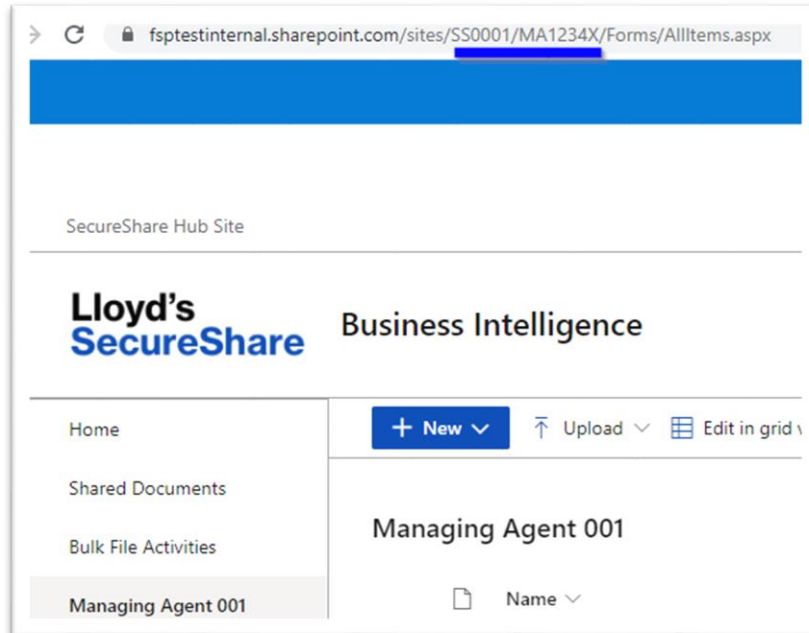 fsptestinternal.sharepoint.com/sites/SS0001/MA1234X/Forms/AllItems.aspx
SecureShare Hub Site
Lloyd's
SecureShare
Business Intelligence
Home
+ New
Upload
Edit in grid
Shared Documents
Bulk File Activities
Managing Agent 001
Managing Agent 001
Name